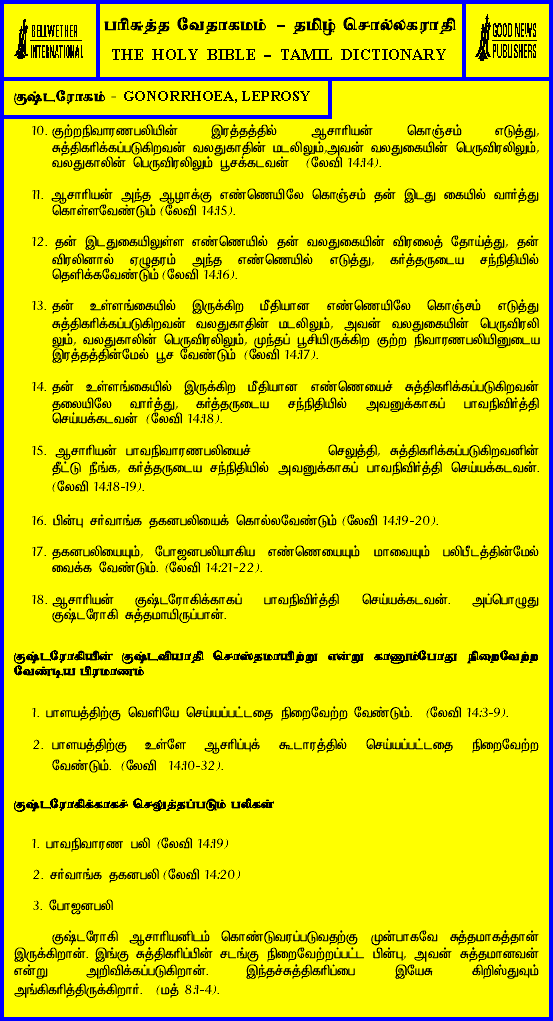 BELLWETHER
INTERNATIONAL
பரிசுத்த வேதாகமம் – தமிழ் சொல்லகராதி
THE HOLY BIBLE – TAMIL DICTIONARY
GOOD NEWS
PUBLISHERS
குஷ்டரோகம் - GONORRHOEA, LEPROSY
10. குற்றநிவாரணபலியின் இரத்தத்தில் ஆசாரியன் கொஞ்சம் எடுத்து,
சுத்திகரிக்கப்படுகிறவன் வலதுகாதின் மடலிலும்,அவன் வலதுகையின் பெருவிரலிலும்,
வலதுகாலின் பெருவிரலிலும் பூசக்கடவன் (லேவி 14:14).
11. ஆசாரியன் அந்த ஆழாக்கு எண்ணெயிலே கொஞ்சம் தன் இடது கையில் வார்த்து
கொள்ளவேண்டும் (லேவி 14:15).
12. தன் இடதுகையிலுள்ள எண்ணெயில் தன் வலதுகையின் விரலைத் தோய்த்து, தன்
விரலினால் ஏழுதரம் அந்த எண்ணெயில் எடுத்து, கர்த்தருடைய சந்நிதியில்
தெளிக்கவேண்டும் (லேவி 14:16).
13. தன் உள்ளங்கையில் இருக்கிற மீதியான எண்ணெயிலே கொஞ்சம் எடுத்து
சுத்திகரிக்கப்படுகிறவன் வலதுகாதின் மடலிலும், அவன் வலதுகையின் பெருவிரலி
லும், வலதுகாலின் பெருவிரலிலும், முந்தப் பூசியிருக்கிற குற்ற நிவாரணபலியினுடைய
இரத்தத்தின்மேல் பூச வேண்டும் (லேவி 14:17).
14. தன் உள்ளங்கையில் இருக்கிற மீதியான எண்ணெயைச் சுத்திகரிக்கப்படுகிறவன்
தலையிலே வார்த்து, கர்த்தருடைய சந்நிதியில் அவனுக்காகப் பாவநிவிர்த்தி
செய்யக்கடவன் (லேவி 14:18).
15. ஆசாரியன் பாவநிவாரணபலியைச் செலுத்தி, சுத்திகரிக்கப்படுகிறவனின்
தீட்டு நீங்க, கர்த்தருடைய சந்நிதியில் அவனுக்காகப் பாவநிவிர்த்தி செய்யக்கடவன்.
(லேவி 14:18-19).
16. பின்பு சர்வாங்க தகனபலியைக் கொல்லவேண்டும் (லேவி 14:19-20).
17. தகனபலியையும், போஜனபலியாகிய எண்ணெயையும் மாவையும் பலிபீடத்தின்மேல்
வைக்க வேண்டும். (லேவி 14:21-22).
18. ஆசாரியன் குஷ்டரோகிக்காகப் பாவநிவிர்த்தி செய்யக்கடவன். அப்பொழுது
குஷ்டரோகி சுத்தமாயிருப்பான்.
குஷ்டரோகியின் குஷ்டவியாதி சொஸ்தமாயிற்று என்று காணும்போது நிறைவேற்ற
வேண்டிய பிரமாணம்
1. பாளயத்திற்கு வெளியே செய்யப்பட்டதை நிறைவேற்ற வேண்டும். (லேவி 14:3-9).
2. பாளயத்திற்கு உள்ளே ஆசரிப்புக் கூடாரத்தில் செய்யப்பட்டதை நிறைவேற்ற
வேண்டும். (லேவி 14:10-32).
குஷ்டரோகிக்காகச் செலுத்தப்படும் பலிகள்
1. பாவநிவாரண பலி (லேவி 14:19)
2. சர்வாங்க தகனபலி (லேவி 14:20)
3. போஜனபலி
குஷ்டரோகி ஆசாரியனிடம் கொண்டுவரப்படுவதற்கு முன்பாகவே சுத்தமாகத்தான்
இருக்கிறான். இங்கு சுத்திகரிப்பின் சடங்கு நிறைவேற்றப்பட்ட பின்பு, அவன் சுத்தமானவன்
என்று அறிவிக்கப்படுகிறான். இந்தச்சுத்திகரிப்பை இயேசு கிறிஸ்துவும்
அங்கிகரித்திருக்கிறார். (மத் 8:1-4).